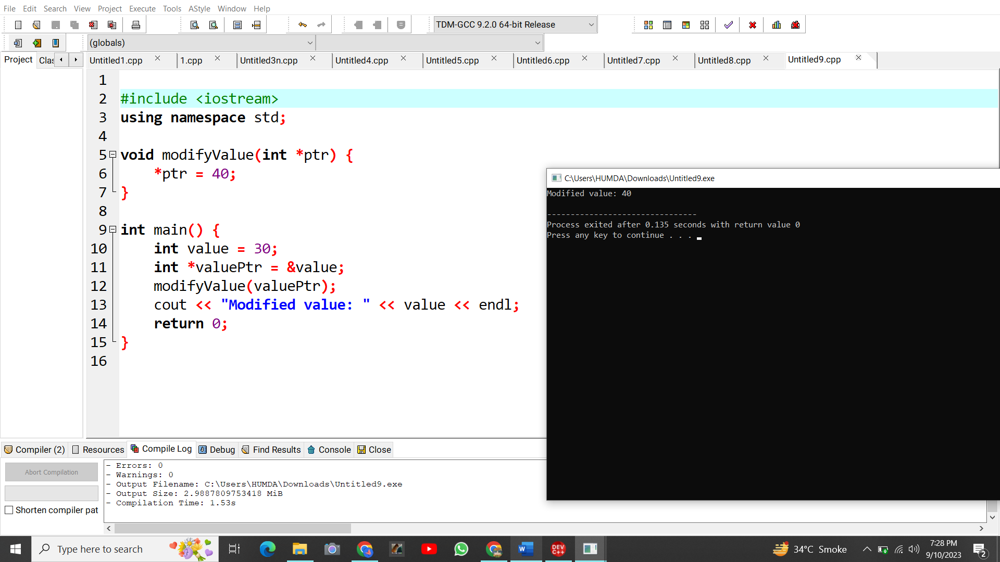 File Edit Search View Project Execute Tools AStyle Window Help
TDM-GCC 9.2.0 64-bit Release
(globals)
Project Clas
Untitled1.cpp 1.cpp Untitled3n.cpp Untitled4.cpp Untitled5.cpp Untitled6.cpp Untitled7.cpp Untitled8.cpp Untitled9.cpp
1
2 #include <iostream>
3 using namespace std;
4
5 void modifyValue(int *ptr) {
6 *ptr = 40;
7 }
8
9 int main() {
10 int value = 30;
11 int *valuePtr = &value;
12 modifyValue(valuePtr);
13 cout << "Modified value: " << value << endl;
14 return 0;
15 }
16
C:\Users\HUMDA\Downloads\Untitled9.exe
Modified value: 40
--------------------------------
Process exited after 0.135 seconds with return value 0
Press any key to continue . . .
Compiler (2) Resources Compile Log Debug Find Results Console Close
Abort Compilation
Shorten compiler pat
- Errors: 0
- Warnings: 0
- Output Filename: C:\Users\HUMDA\Downloads\Untitled9.exe
- Output Size: 2.9887809753418 MiB
- Compilation Time: 1.53s
Type here to search
W
DEV
C++
34°C Smoke
7:28 PM
9/10/2023
2